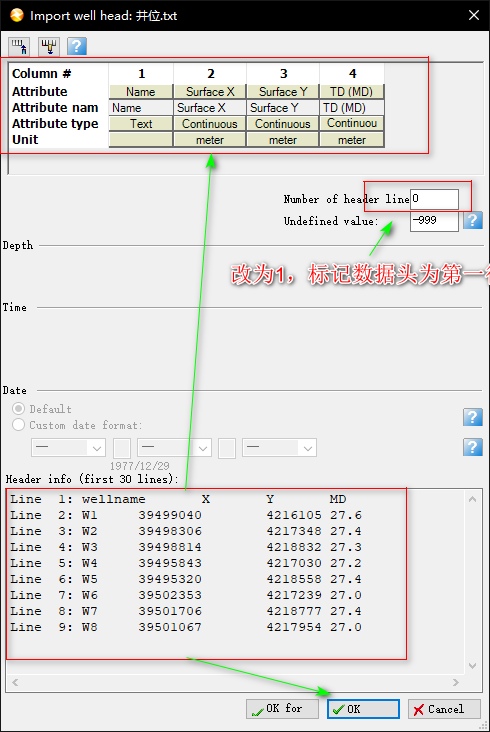 Import well head: 井位.txt
Column # 1 2 3 4
Attribute Name Surface X Surface Y TD (MD)
Attribute nam Name Surface X Surface Y TD (MD)
Attribute type Text Continuous Continuous Continuou
Unit meter meter meter
Number of header line 0
Undefined value: -999
改为1，标记数据头为第一
Depth
Time
Date
Default
Custom date format:
— — —
1977/12/29
Header info (first 30 lines):
Line 1: wellname X Y MD
Line 2: W1 39499040 4216105 27.6
Line 3: W2 39498306 4217348 27.4
Line 4: W3 39498814 4218832 27.3
Line 5: W4 39495843 4217030 27.2
Line 6: W5 39495320 4218558 27.4
Line 7: W6 39502353 4217239 27.0
Line 8: W7 39501706 4218777 27.4
Line 9: W8 39501067 4217954 27.0
OK for OK Cancel